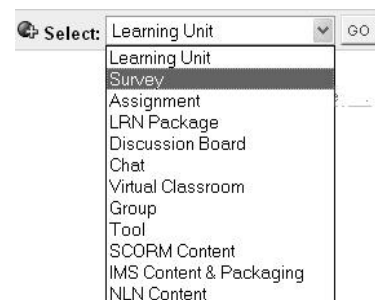 Select: Learning Unit GO
Learning Unit
Survey
Assignment
LRN Package
Discussion Board
Chat
Virtual Classroom
Group
Tool
SCORM Content
IMS Content & Packaging
NLN Content